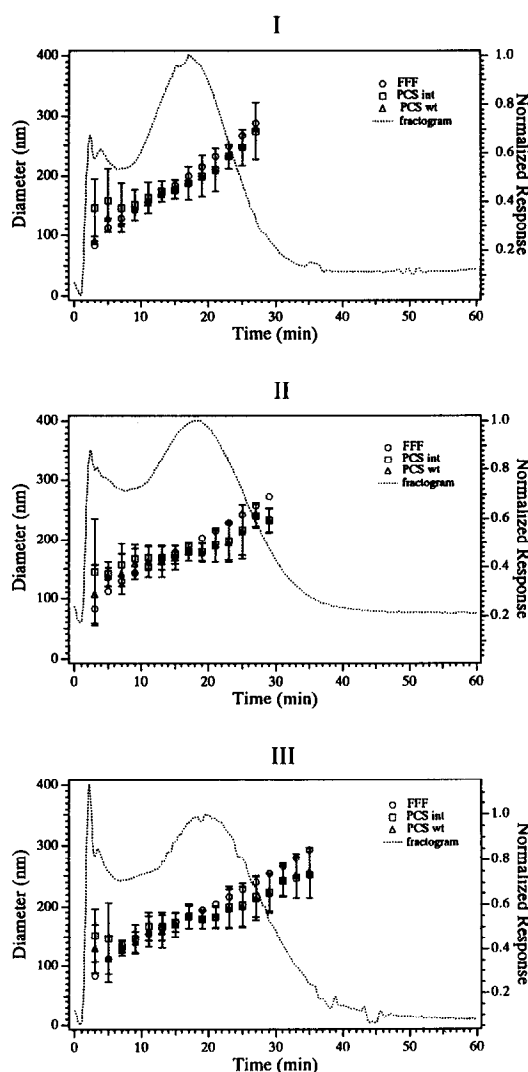 I
400
300
200
100
0
Diameter (nm)
FFF
PCS int
PCS wt
fractogram
1.0
0.8
0.6
0.4
0.2
Normalized Response
0 10 20 30 40 50 60
Time (min)
II
400
300
200
100
0
Diameter (nm)
FFF
PCS int
PCS wt
fractogram
1.0
0.8
0.6
0.4
0.2
Normalized Response
0 10 20 30 40 50 60
Time (min)
III
400
300
200
100
0
Diameter (nm)
FFF
PCS int
PCS wt
fractogram
1.0
0.8
0.6
0.4
0.2
Normalized Response
0 10 20 30 40 50 60
Time (min)